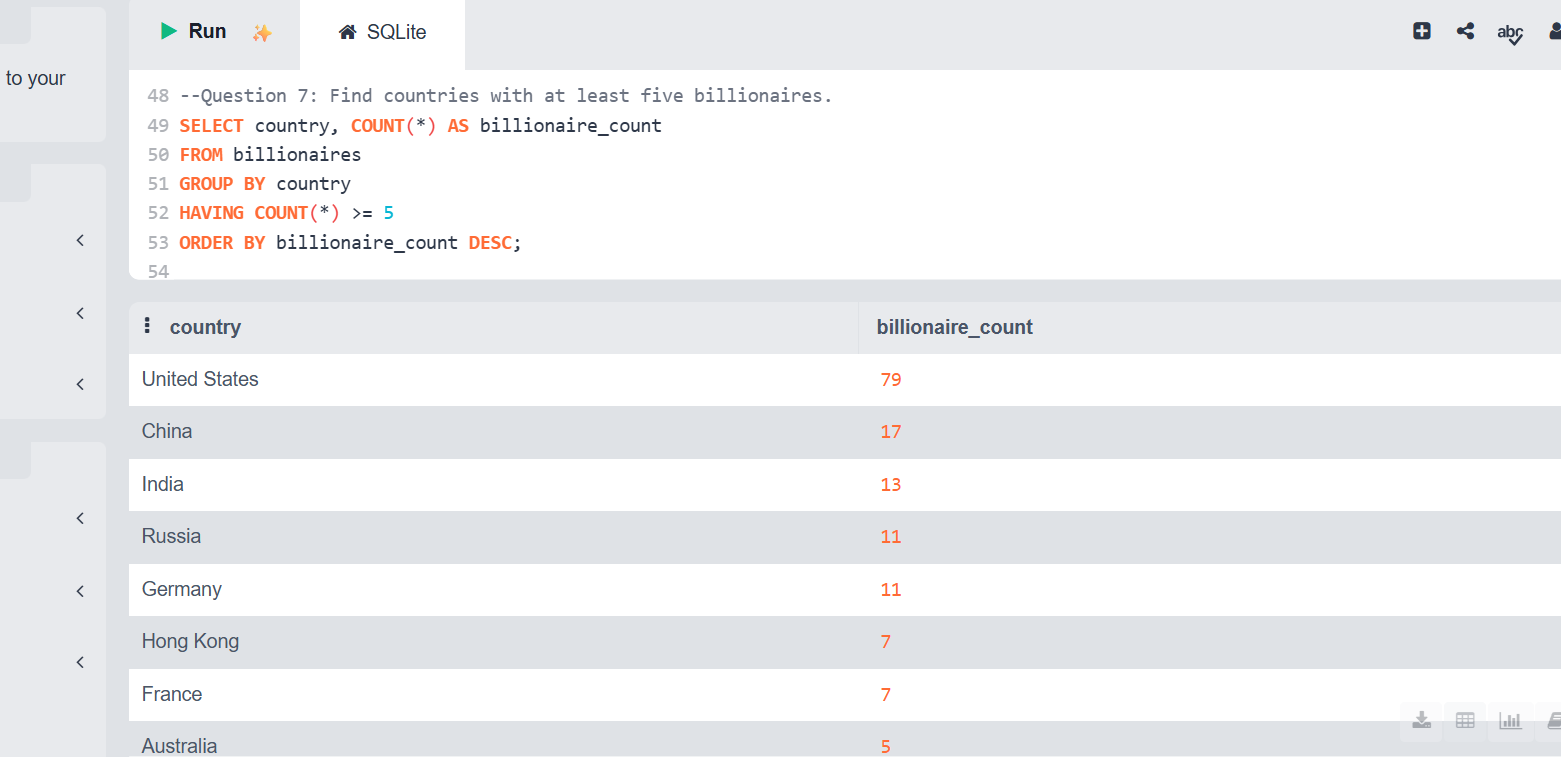 Run
SQLite
abc
to your
48 --Question 7: Find countries with at least five billionaires.
49 SELECT country, COUNT(*) AS billionaire_count
50 FROM billionaires
51 GROUP BY country
52 HAVING COUNT(*) >= 5
53 ORDER BY billionaire_count DESC;
54
country billionaire_count
United States 79
China 17
India 13
Russia 11
Germany 11
Hong Kong 7
France 7
Australia 5